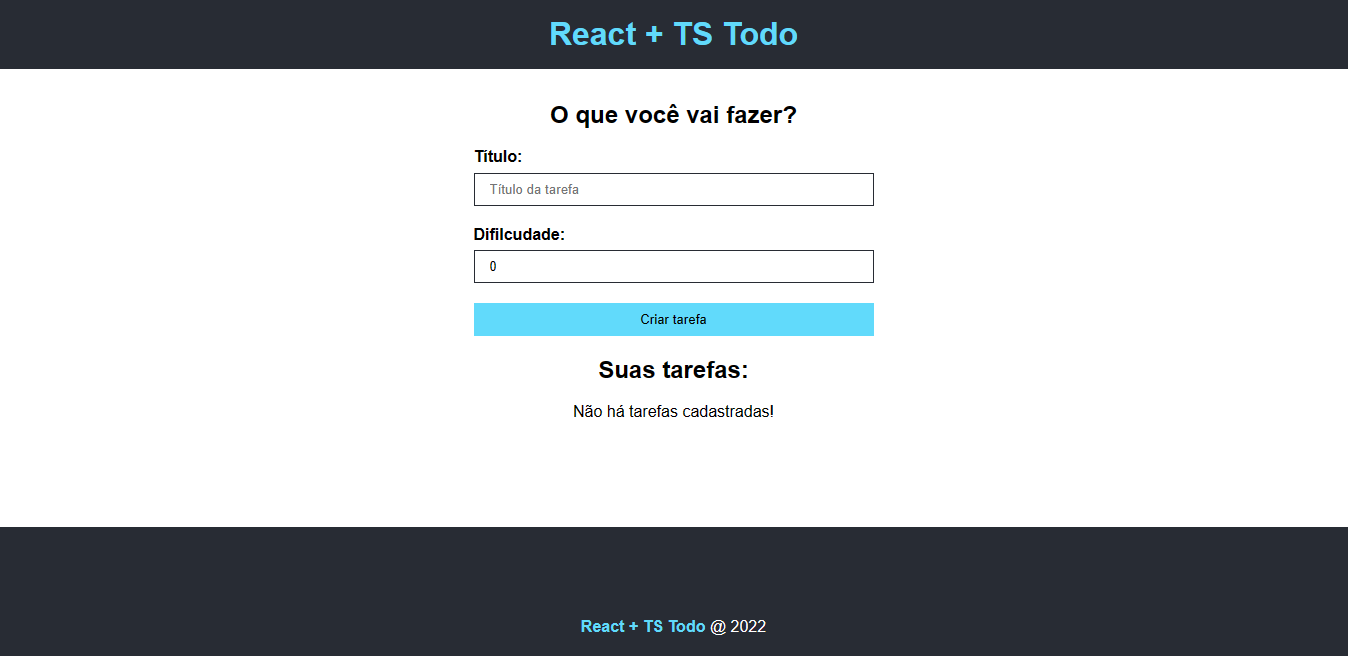 React + TS Todo
O que você vai fazer?
Título:
Título da tarefa
Difilcudade:
0
Criar tarefa
Suas tarefas:
Não há tarefas cadastradas!
React + TS Todo @ 2022